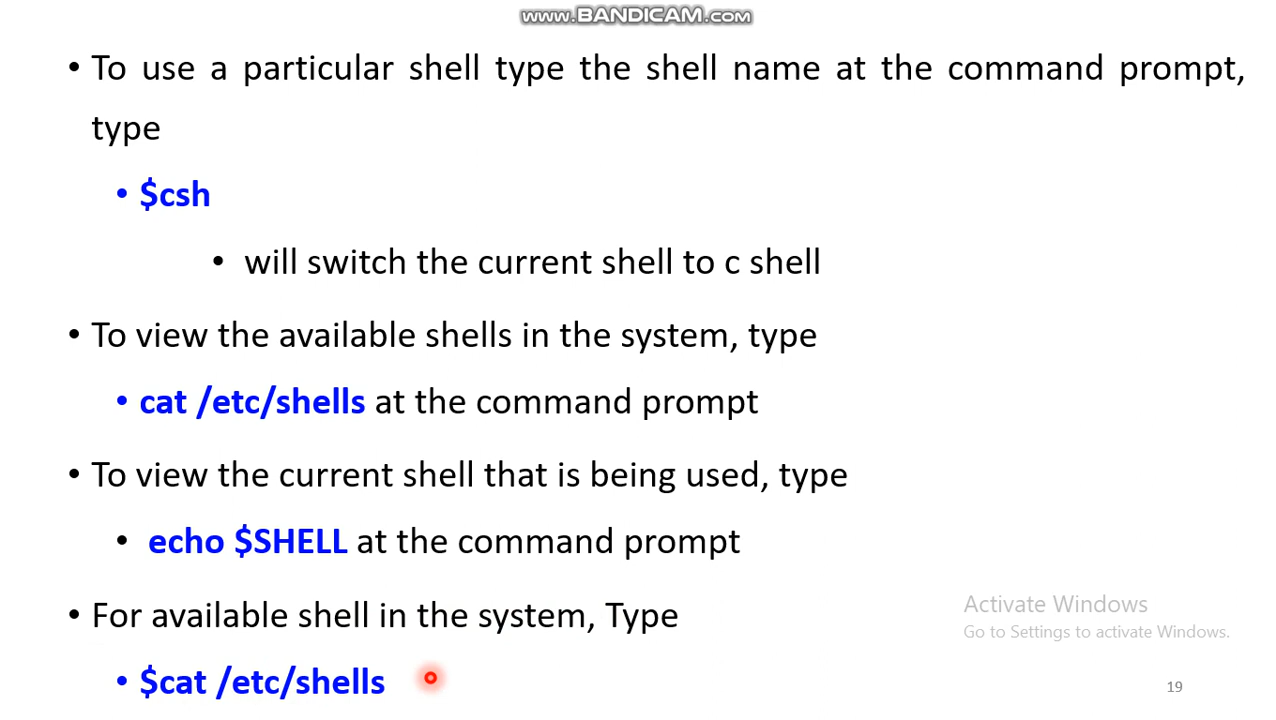 www.BANDICAM.com
• To use a particular shell type the shell name at the command prompt,
type
• $csh
• will switch the current shell to c shell
• To view the available shells in the system, type
• cat /etc/shells at the command prompt
• To view the current shell that is being used, type
• echo $SHELL at the command prompt
• For available shell in the system, Type
• $cat /etc/shells
Activate Windows
Go to Settings to activate Windows.
19